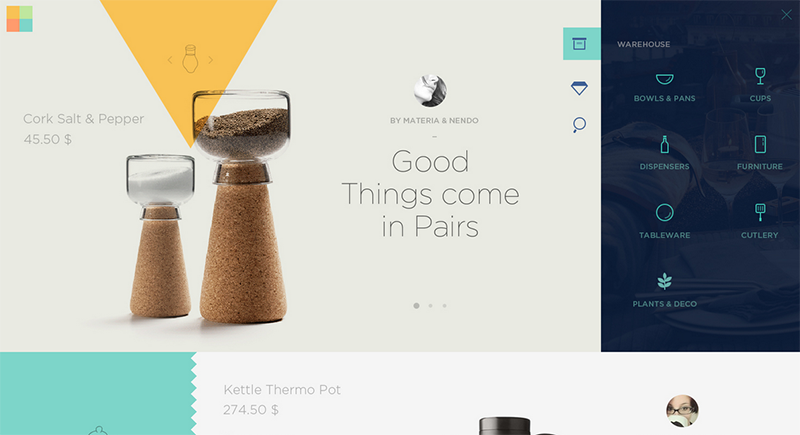 Cork Salt & Pepper
45.50 $
BY MATERIA & NENDO
Good
Things come
in Pairs
WAREHOUSE
BOWLS & PANS
CUPS
DISPENSERS
FURNITURE
TABLEWARE
CUTLERY
PLANTS & DECO
Kettle Thermo Pot
274.50 $